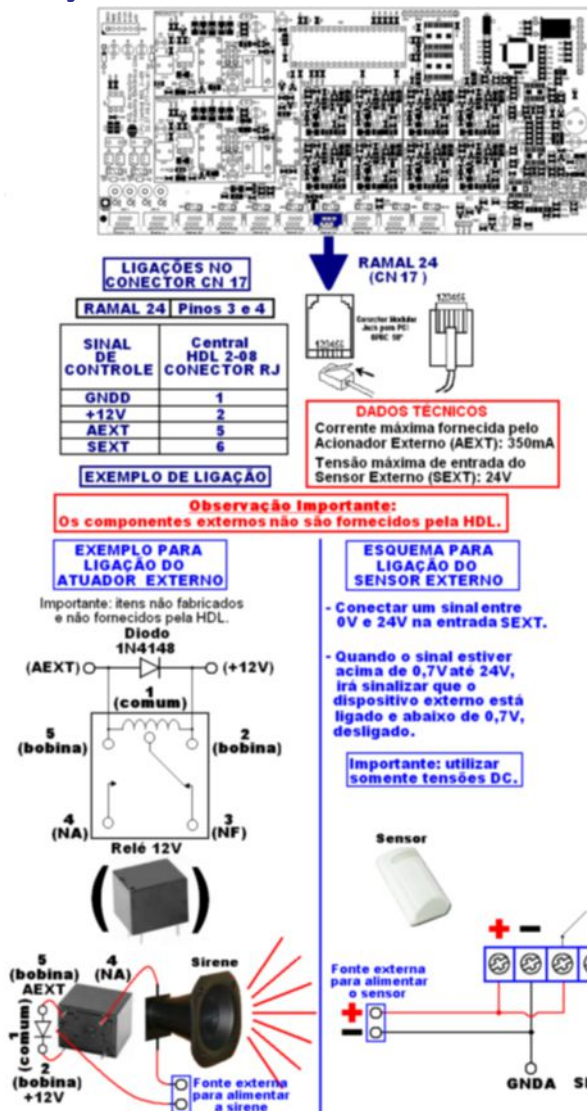 RAMAL 24
(CN 17 )
LIGAÇÕES NO
CONECTOR CN 17
RAMAL 24 Pinos 3 e 4
SINAL
DE
CONTROLE
Central
HDL 2-08
CONECTOR RJ
GNDD 1
+12V 2
AEXT 5
SEXT 6
Conector Modular
Jack para PCI
123456
123456
DADOS TÉCNICOS
Corrente máxima fornecida pelo
Acionador Externo (AEXT): 350mA
Tensão máxima de entrada do
Sensor Externo (SEXT): 24V
EXEMPLO DE LIGAÇÃO
Observação Importante:
Os componentes externos não são fornecidos pela HDL.
EXEMPLO PARA
LIGAÇÃO DO
ATUADOR EXTERNO
Importante: itens não fabricados
e não fornecidos pela HDL.
Diodo
1N4148
(AEXT) (+12V)
1
(comum)
5
(bobina)
2
(bobina)
4
(NA)
3
(NF)
Relé 12V
5
(bobina)
AEXT
4
(NA)
Sirene
1
(comum)
2
(bobina)
+12V
Fonte externa
para alimentar
a sirene
ESQUEMA PARA
LIGAÇÃO DO
SENSOR EXTERNO
- Conectar um sinal entre
0V e 24V na entrada SEXT.
- Quando o sinal estiver
acima de 0,7V até 24V,
irá sinalizar que o
dispositivo externo está
ligado e abaixo de 0,7V,
desligado.
Importante: utilizar
somente tensões DC.
Sensor
+ −
Fonte externa
para alimentar
o sensor
+
−
GNDA